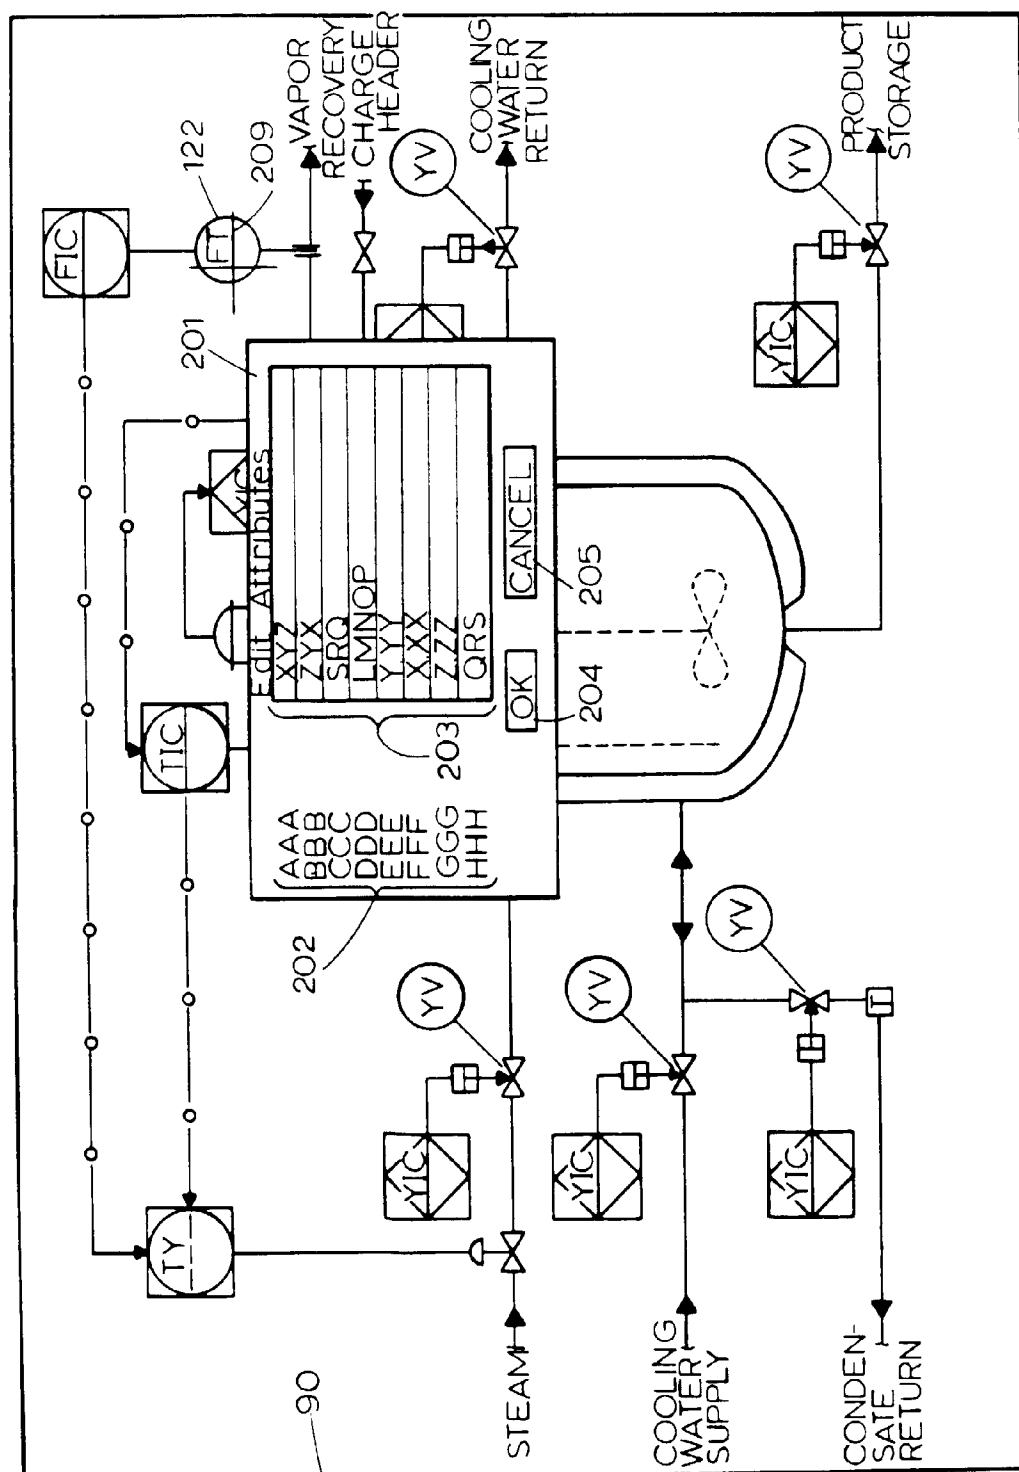 90
FIC
122
FT
209
VAPOR
RECOVERY
CHARGE
HEADER
TY
TIC
YIC
201
Edit Attributes
AAA XYZ
BBB ZYX
CCC SRQ
DDD LMNOP
EEE YYY
FFF XXX
GGG ZZZ
HHH QRS
202
203
OK
CANCEL
204
205
YV
COOLING
WATER
RETURN
YIC
YV
STEAM
YIC
YV
COOLING
WATER
SUPPLY
YIC
YV
T
CONDEN-
SATE
RETURN
YIC
YV
PRODUCT
STORAGE